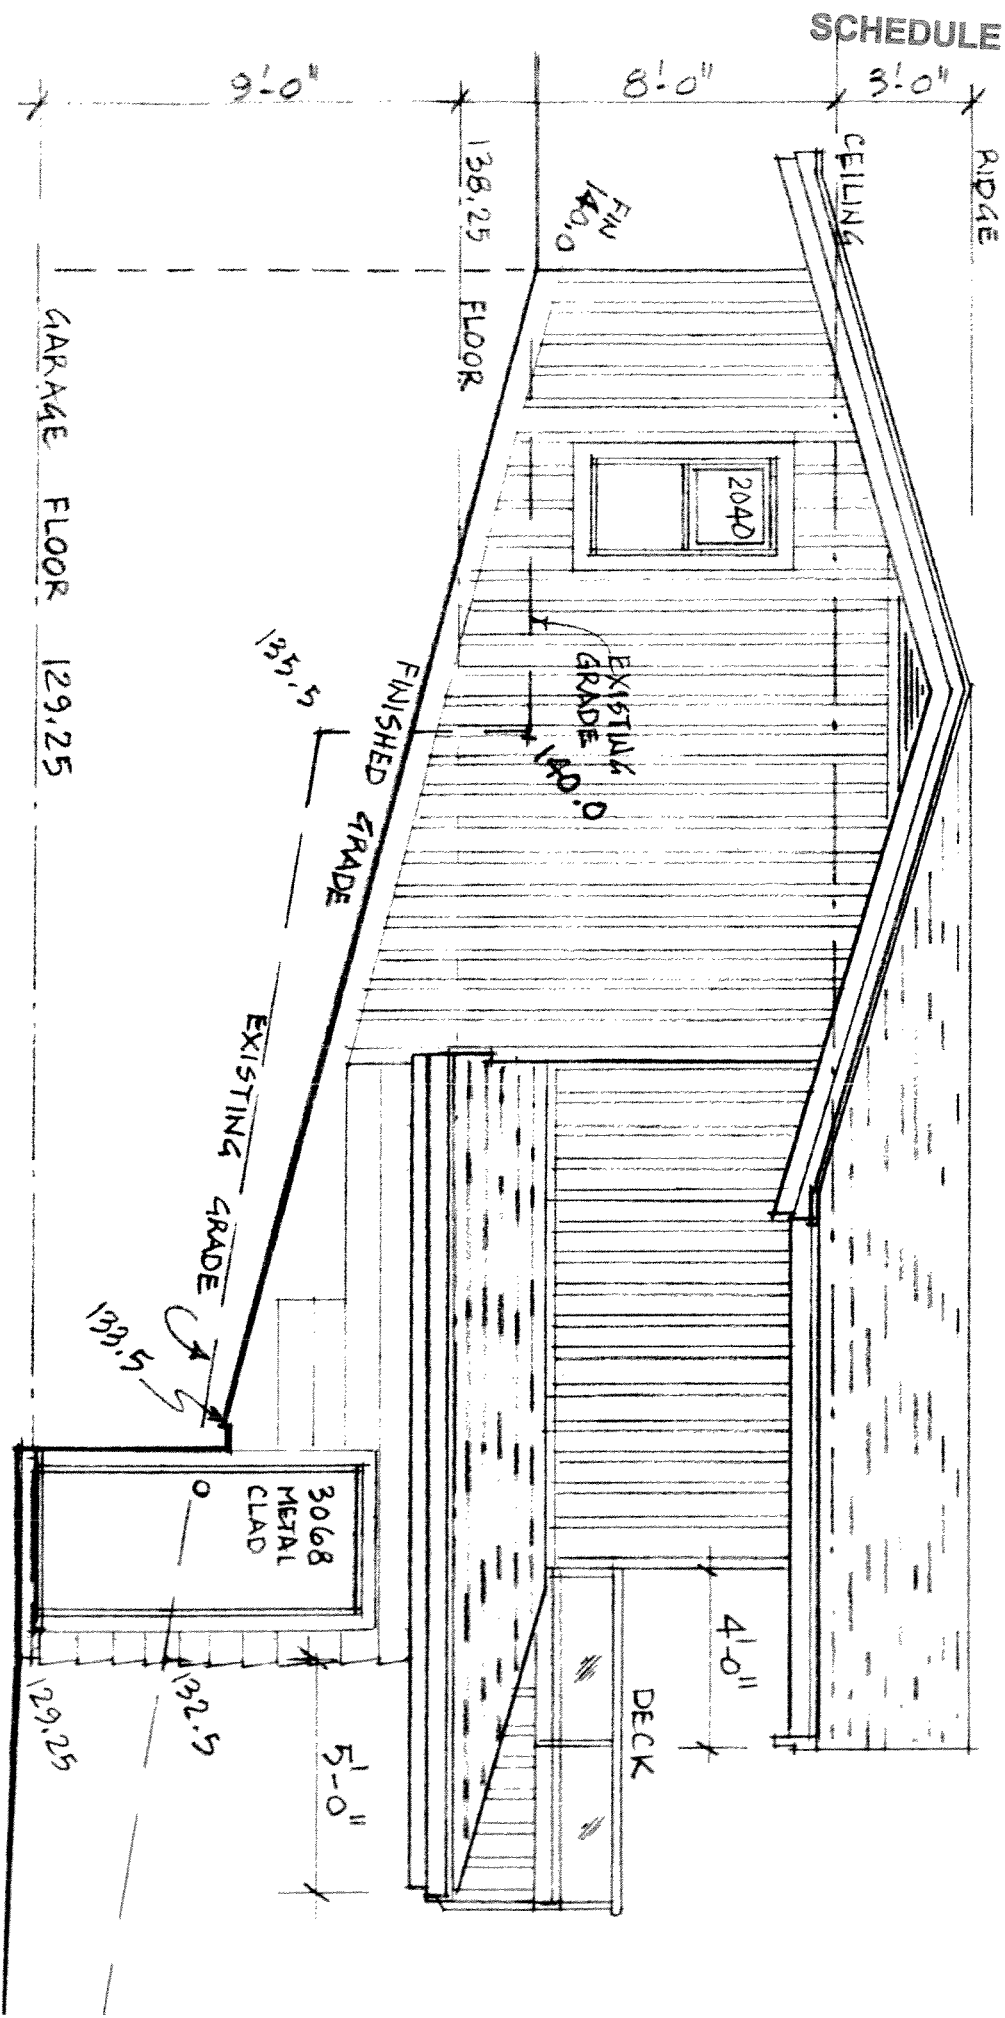 SCHEDULE
RIDGE
3'-0"
CEILING
8'-0"
FIN
140.0
138.25 FLOOR
9'-0"
GARAGE FLOOR 129.25
2040
EXISTING
GRADE
140.0
135.5
FINISHED GRADE
EXISTING GRADE
133.5
3068
METAL
CLAD
4'-0"
DECK
132.5
129.25
5'-0"